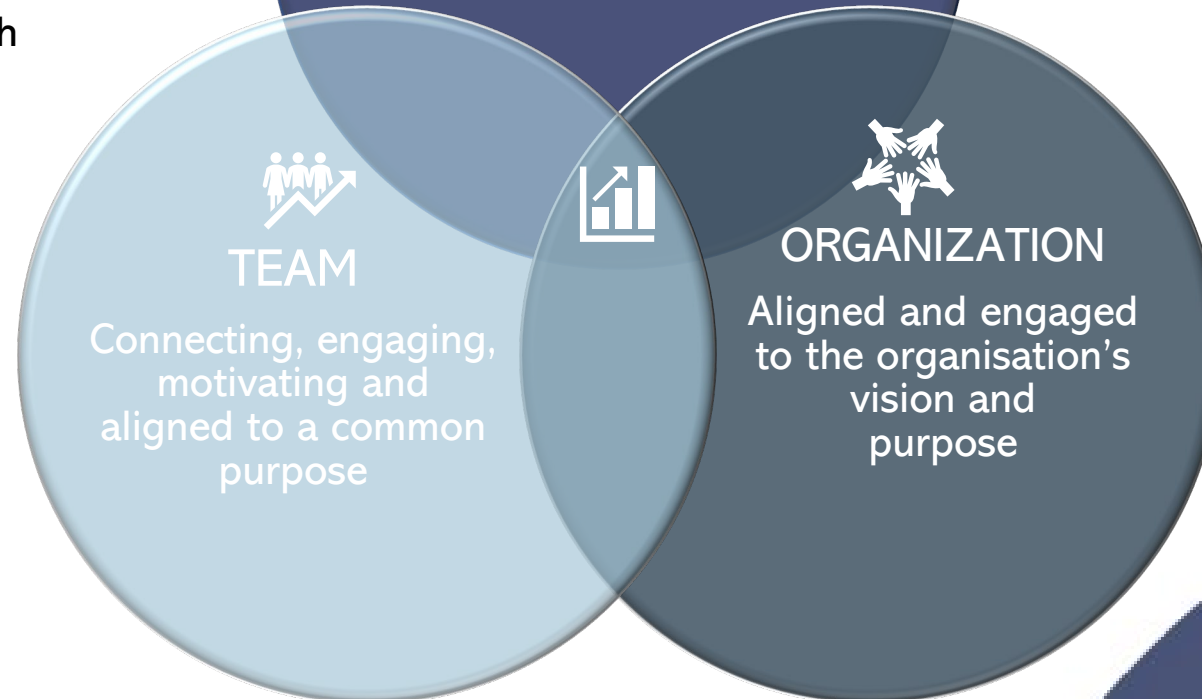 TEAM
Connecting, engaging,
motivating and
aligned to a common
purpose
ORGANIZATION
Aligned and engaged
to the organisation’s
vision and
purpose